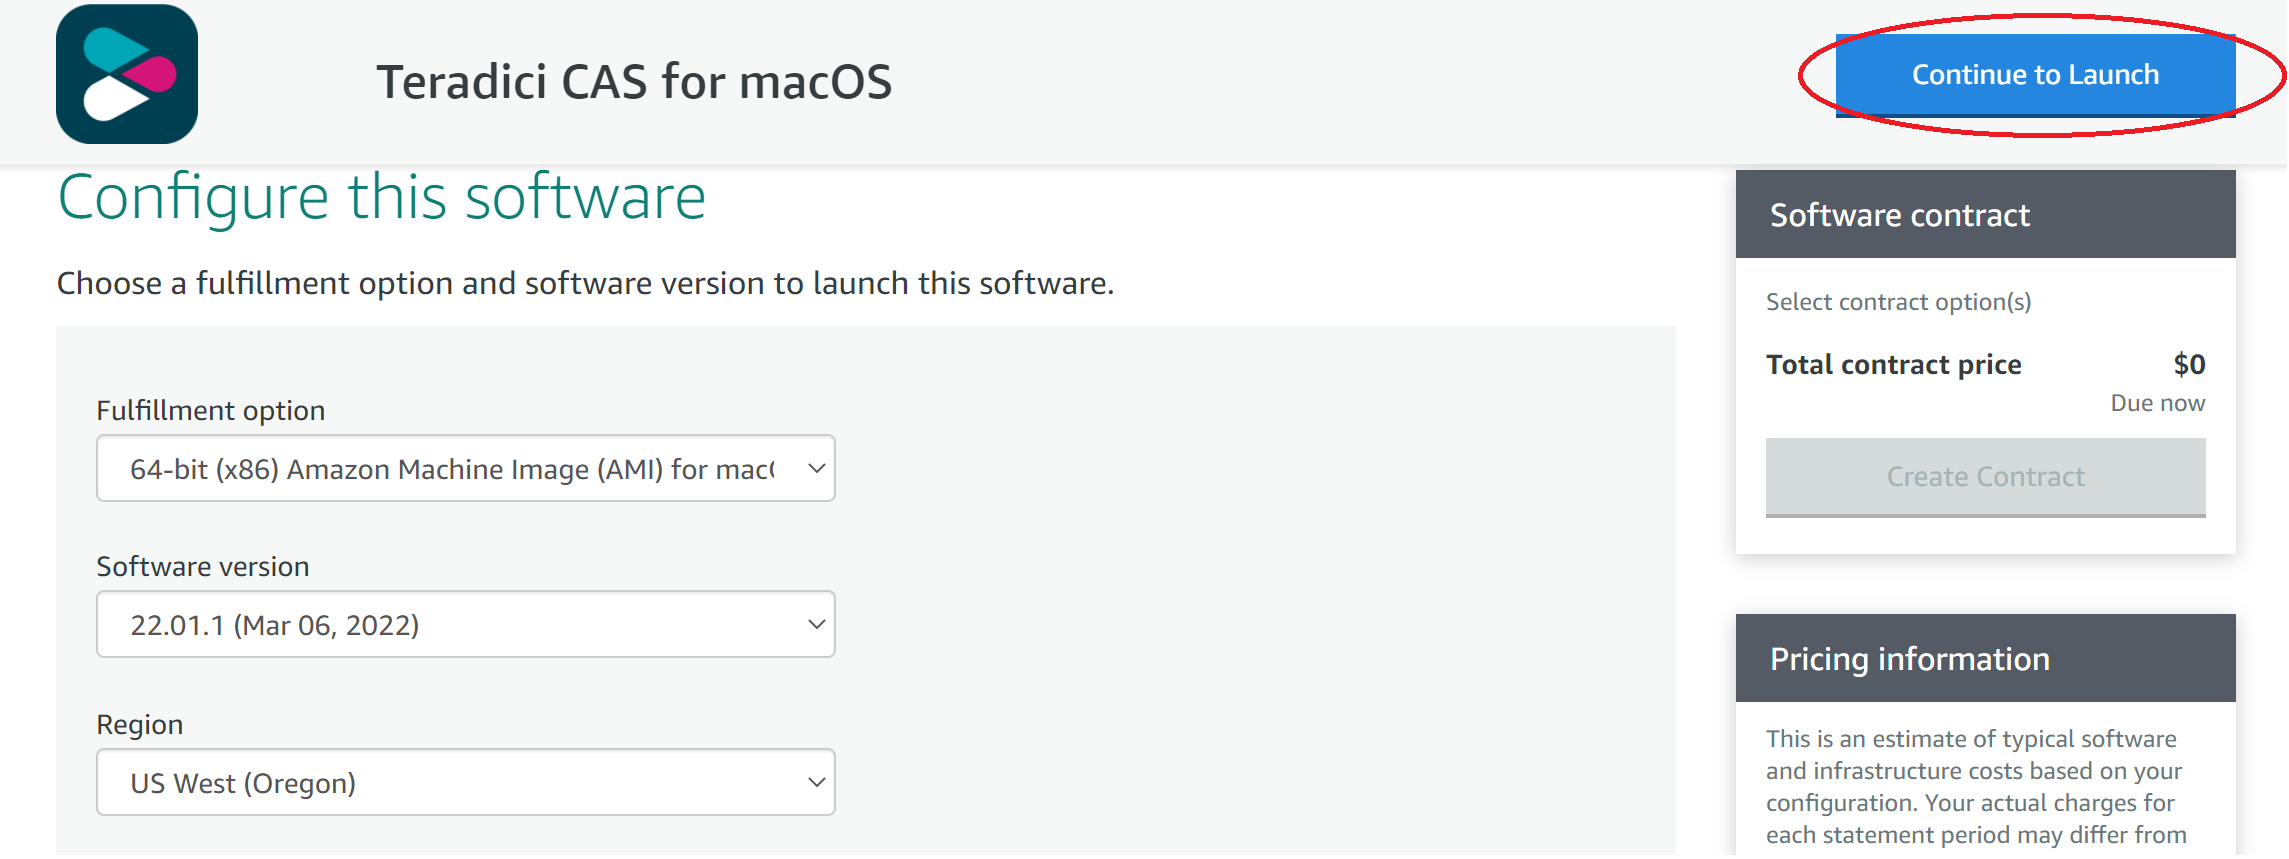 Teradici CAS for macOS
Continue to Launch
Configure this software
Choose a fulfillment option and software version to launch this software.
Fulfillment option
64-bit (x86) Amazon Machine Image (AMI) for mac
Software version
22.01.1 (Mar 06, 2022)
Region
US West (Oregon)
Software contract
Select contract option(s)
Total contract price $0
Due now
Create Contract
Pricing information
This is an estimate of typical software
and infrastructure costs based on your
configuration. Your actual charges for
each statement period may differ from